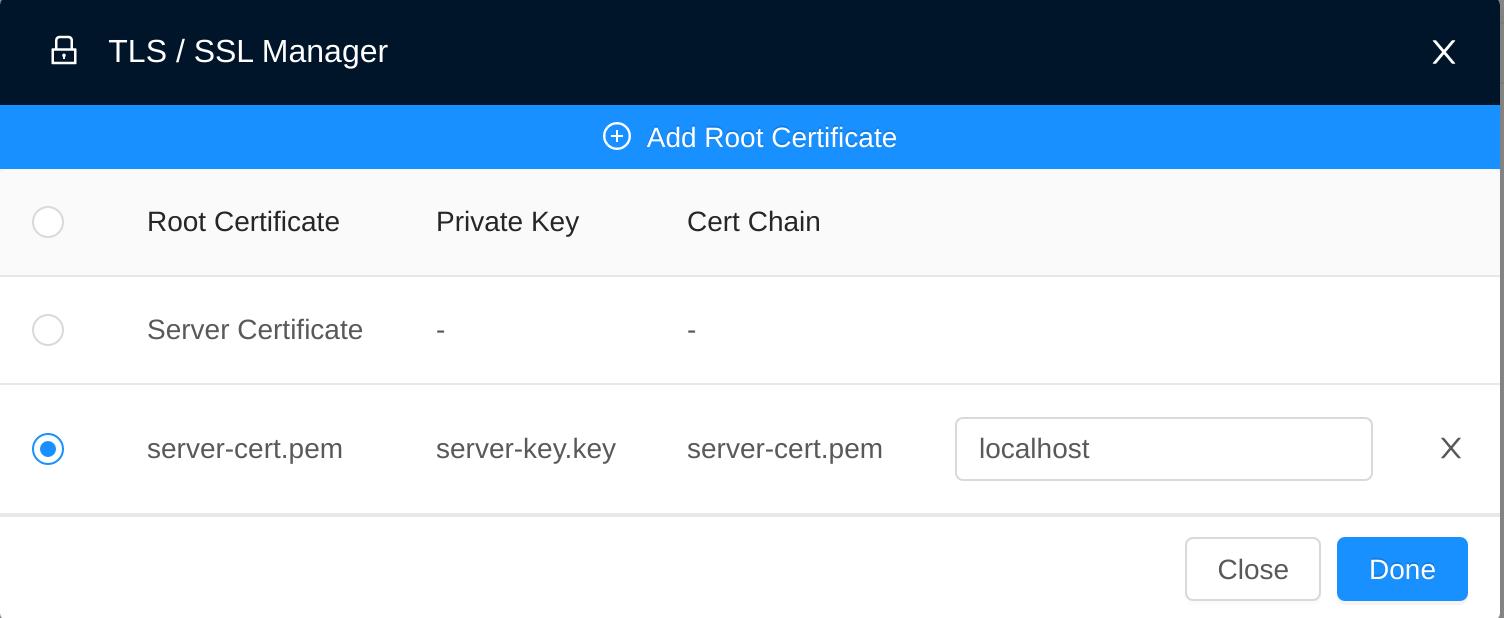 TLS / SSL Manager
Add Root Certificate
Root Certificate Private Key Cert Chain
Server Certificate - -
server-cert.pem server-key.key server-cert.pem localhost
Close Done